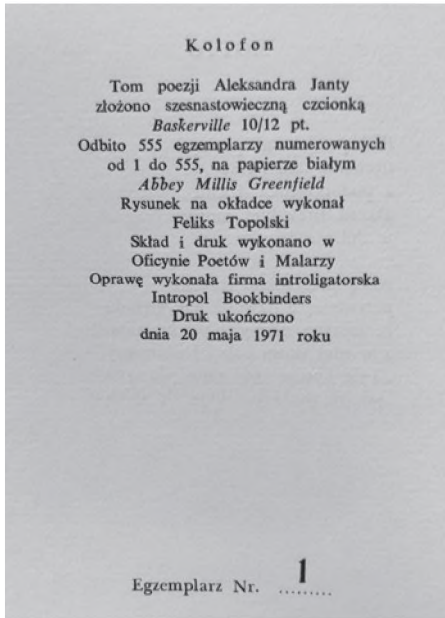 Kolofon
Tom poezji Aleksandra Janty
złożono szesnastowieczną czcionką
Baskerville 10/12 pt.
Odbito 555 egzemplarzy numerowanych
od 1 do 555, na papierze białym
Abbey Millis Greenfield
Rysunek na okładce wykonał
Feliks Topolski
Skład i druk wykonano w
Oficynie Poetów i Malarzy
Oprawę wykonała firma introligatorska
Intropol Bookbinders
Druk ukończono
dnia 20 maja 1971 roku
Egzemplarz Nr. 1